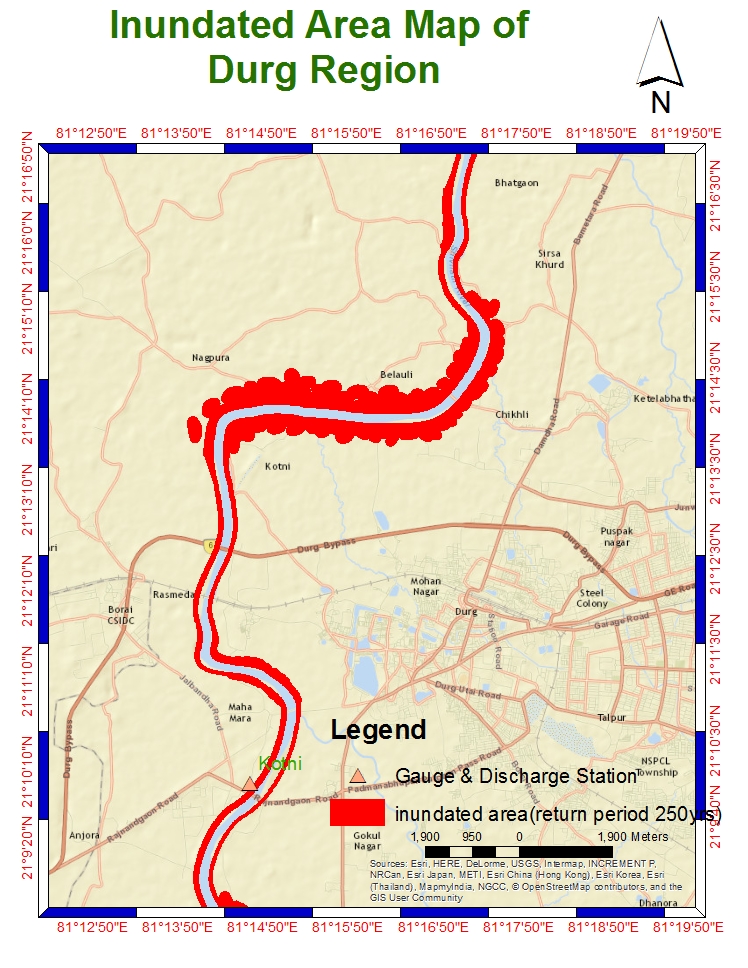 Inundated Area Map of
Durg Region
N
81°12'50"E 81°13'50"E 81°14'50"E 81°15'50"E 81°16'50"E 81°17'50"E 81°18'50"E 81°19'50"E
21°16'50"N
21°16'0"N
21°15'10"N
21°14'10"N
21°13'10"N
21°12'10"N
21°11'10"N
21°10'10"N
21°9'20"N
21°16'30"N
21°15'30"N
21°14'30"N
21°13'30"N
21°12'30"N
21°11'30"N
21°10'30"N
Bhatgaon
Bemetara Road
Sirsa
Khurd
Nagpura
Belauli
Ketelabhatha
Chikhli
Damdha Road
Kotni
Junw
Puspak
nagar
ari
6
Durg Bypass
Durg Bypass
Mohan
Nagar
Rasmeda
Steel
Colony
GE Road
Borai
CSIDC
Durg
Garage Road
Station Road
Jalbandha Road
Durg Utai Road
S
Maha
Mara
Talpur
Durg Bypass
Legend
Kotni
NSPCL
Township
Gauge & Discharge Station
Padmanabhapur
Pass Road
Rajnandgaon Road
Rajnandgaon Road
inundated area(return period 250yrs)
Anjora
Gokul
Nagar
1,900 950 0 1,900 Meters
Sources: Esri, HERE, DeLorme, USGS, Intermap, INCREMENT P,
NRCan, Esri Japan, METI, Esri China (Hong Kong), Esri Korea, Esri
(Thailand), MapmyIndia, NGCC, © OpenStreetMap contributors, and the
GIS User Community
Dhanora
81°12'50"E 81°13'50"E 81°14'50"E 81°15'50"E 81°16'50"E 81°17'50"E 81°18'50"E 81°19'50"E